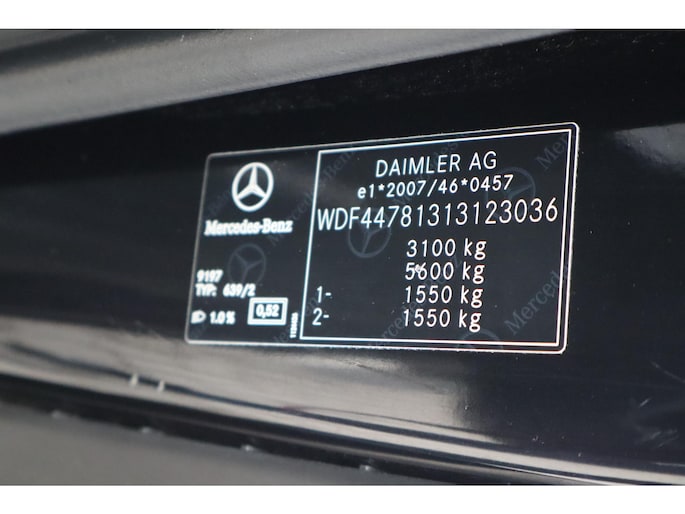 Mercedes-Benz
9197
TYP: 639/2
1.0%
0,52
DAIMLER AG
e1*2007/46*0457
WDF44781313123036
3100 kg
5600 kg
1- 1550 kg
2- 1550 kg